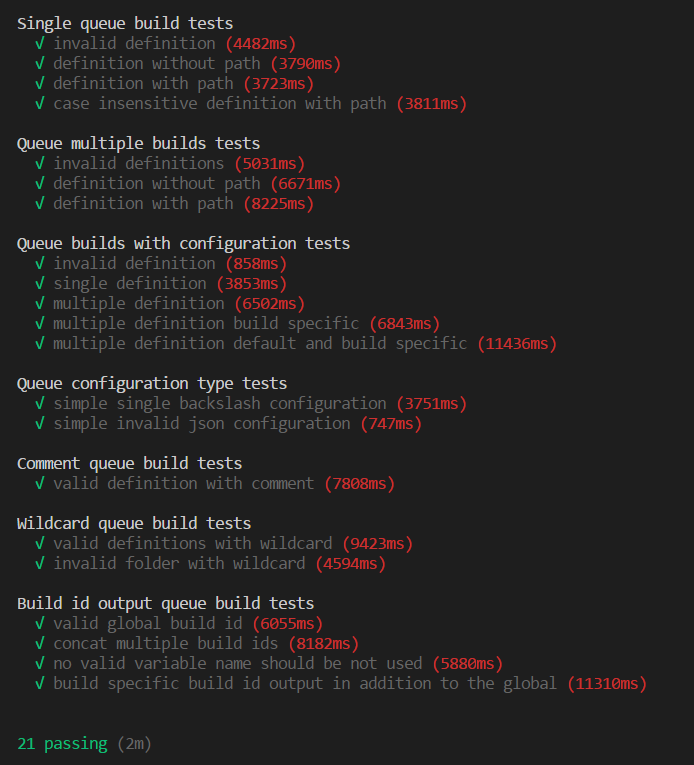 Single queue build tests
√ invalid definition (4482ms)
√ definition without path (3790ms)
√ definition with path (3723ms)
√ case insensitive definition with path (3811ms)
Queue multiple builds tests
√ invalid definitions (5031ms)
√ definition without path (6671ms)
√ definition with path (8225ms)
Queue builds with configuration tests
√ invalid definition (858ms)
√ single definition (3853ms)
√ multiple definition (6502ms)
√ multiple definition build specific (6843ms)
√ multiple definition default and build specific (11436ms)
Queue configuration type tests
√ simple single backslash configuration (3751ms)
√ simple invalid json configuration (747ms)
Comment queue build tests
√ valid definition with comment (7808ms)
Wildcard queue build tests
√ valid definitions with wildcard (9423ms)
√ invalid folder with wildcard (4594ms)
Build id output queue build tests
√ valid global build id (6055ms)
√ concat multiple build ids (8182ms)
√ no valid variable name should be not used (5880ms)
√ build specific build id output in addition to the global (11310ms)
21 passing (2m)